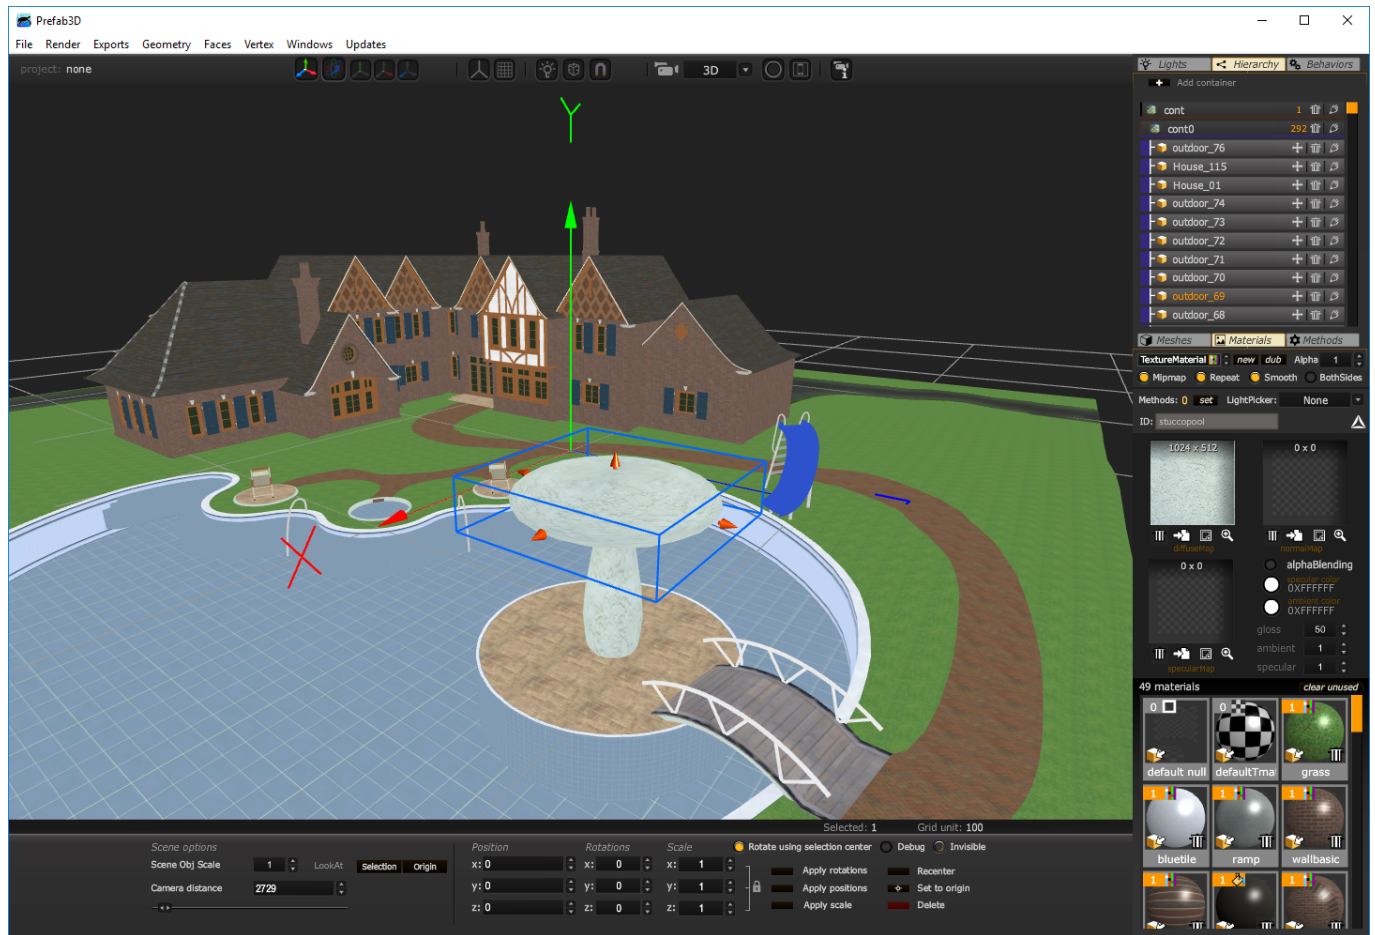 Prefab3D
File Render Exports Geometry Faces Vertex Windows Updates
project: none
3D
Lights Hierarchy Behaviors
Add container
cont 1
cont0 292
outdoor_76
House_115
House_01
outdoor_74
outdoor_73
outdoor_72
outdoor_71
outdoor_70
outdoor_69
outdoor_68
Meshes Materials Methods
TextureMaterial new dub Alpha 1
Mipmap Repeat Smooth BothSides
Methods: 0 set LightPicker: None
ID: stuccopool
1024 x 512 0 x 0
diffuseMap normalMap
0 x 0 alphaBlending
specular color
0XFFFFFF
ambient color
0XFFFFFF
gloss 50
ambient 1
specularMap specular 1
49 materials clear unused
0 0 1
default null defaultTma grass
1 1 1
bluetile ramp wallbasic
1 1 1
Y
Selected: 1 Grid unit: 100
Scene options
Scene Obj Scale 1 LookAt Selection Origin
Camera distance 2729
Position Rotations Scale
x: 0 x: 0 x: 1
y: 0 y: 0 y: 1
z: 0 z: 0 z: 1
Rotate using selection center Debug Invisible
Apply rotations Recenter
Apply positions Set to origin
Apply scale Delete